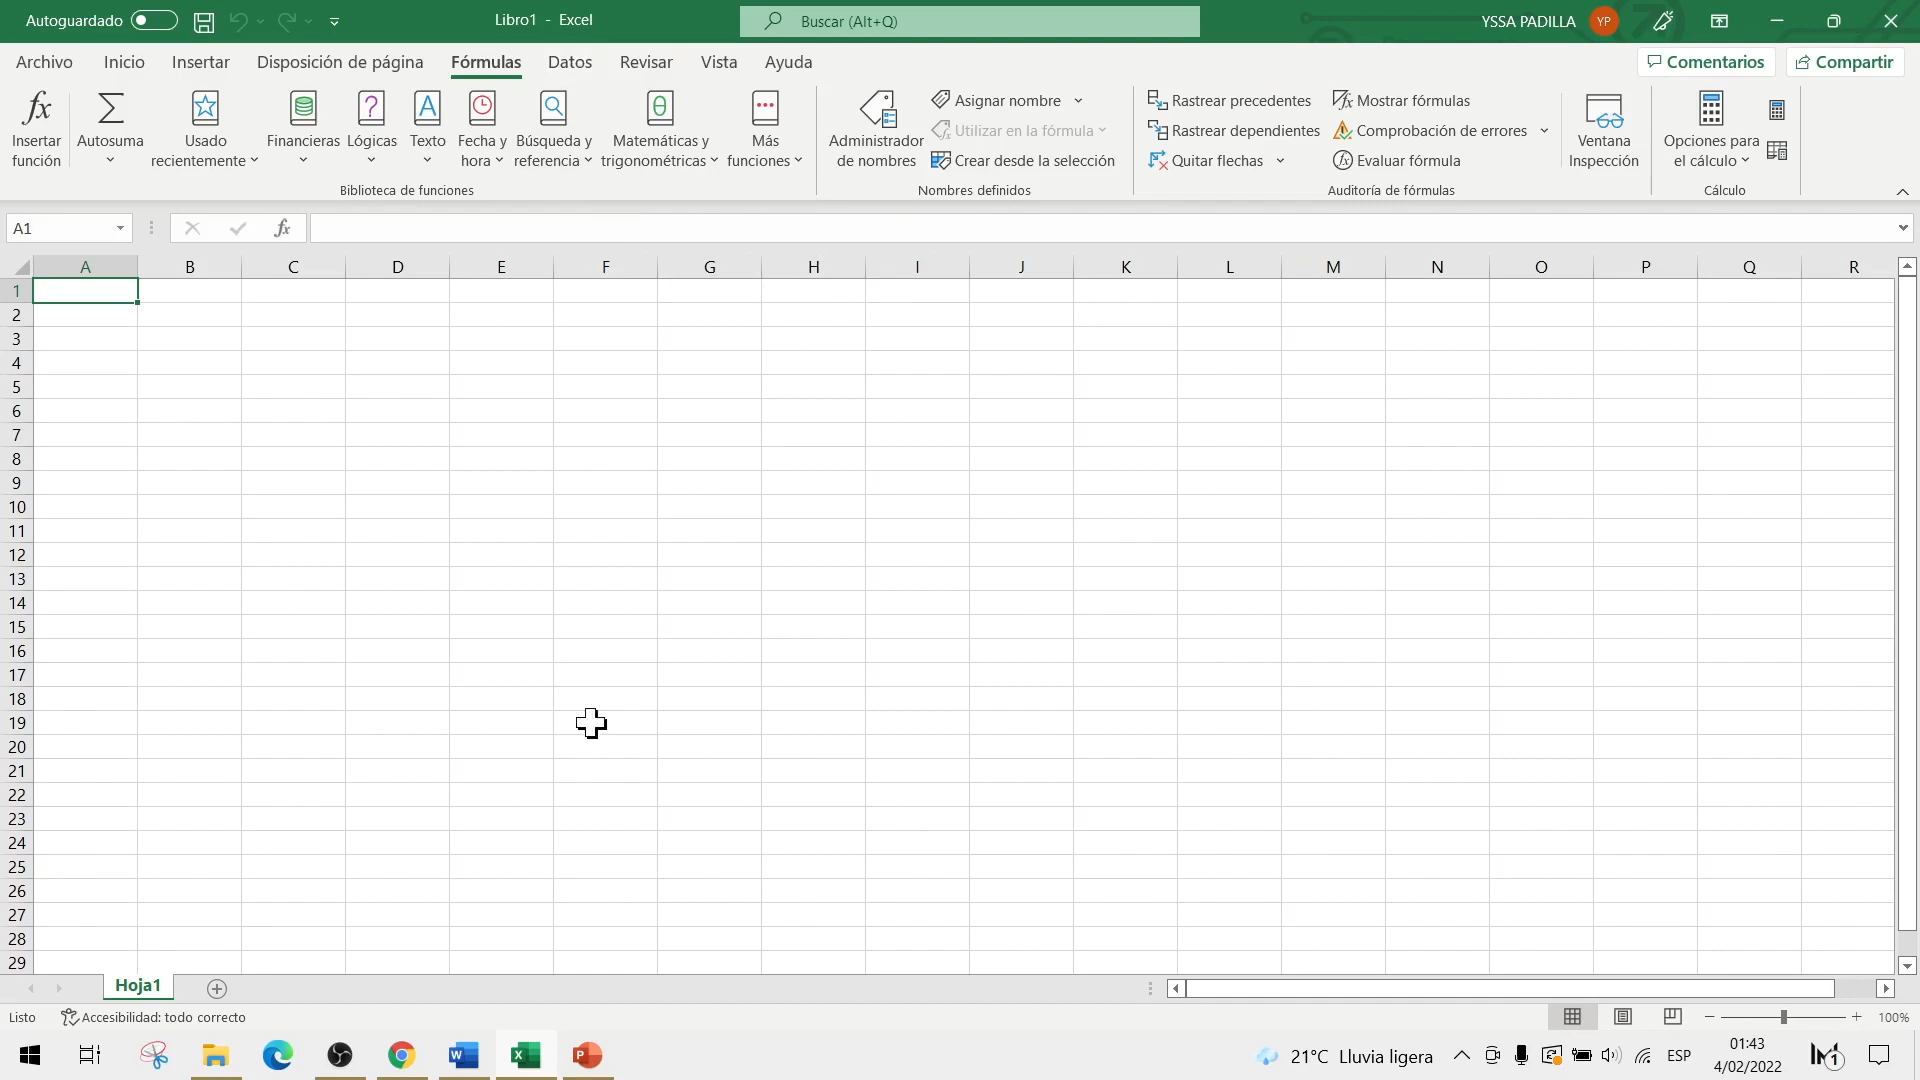 Autoguardado
Libro1 - Excel
Buscar (Alt+Q)
YSSA PADILLA
YP
Archivo Inicio Insertar Disposición de página Fórmulas Datos Revisar Vista Ayuda
Comentarios
Compartir
Insertar función
Autosuma
Usado recientemente
Financieras
Lógicas
Texto
Fecha y hora
Búsqueda y referencia
Matemáticas y trigonométricas
Más funciones
Biblioteca de funciones
Administrador de nombres
Asignar nombre
Utilizar en la fórmula
Crear desde la selección
Nombres definidos
Rastrear precedentes
Rastrear dependientes
Quitar flechas
Mostrar fórmulas
Comprobación de errores
Evaluar fórmula
Auditoría de fórmulas
Ventana Inspección
Opciones para el cálculo
Cálculo
A1
fx
A B C D E F G H I J K L M N O P Q R
1
2
3
4
5
6
7
8
9
10
11
12
13
14
15
16
17
18
19
20
21
22
23
24
25
26
27
28
29
Hoja1
Listo
Accesibilidad: todo correcto
100%
21°C Lluvia ligera
ESP
01:43
4/02/2022
1